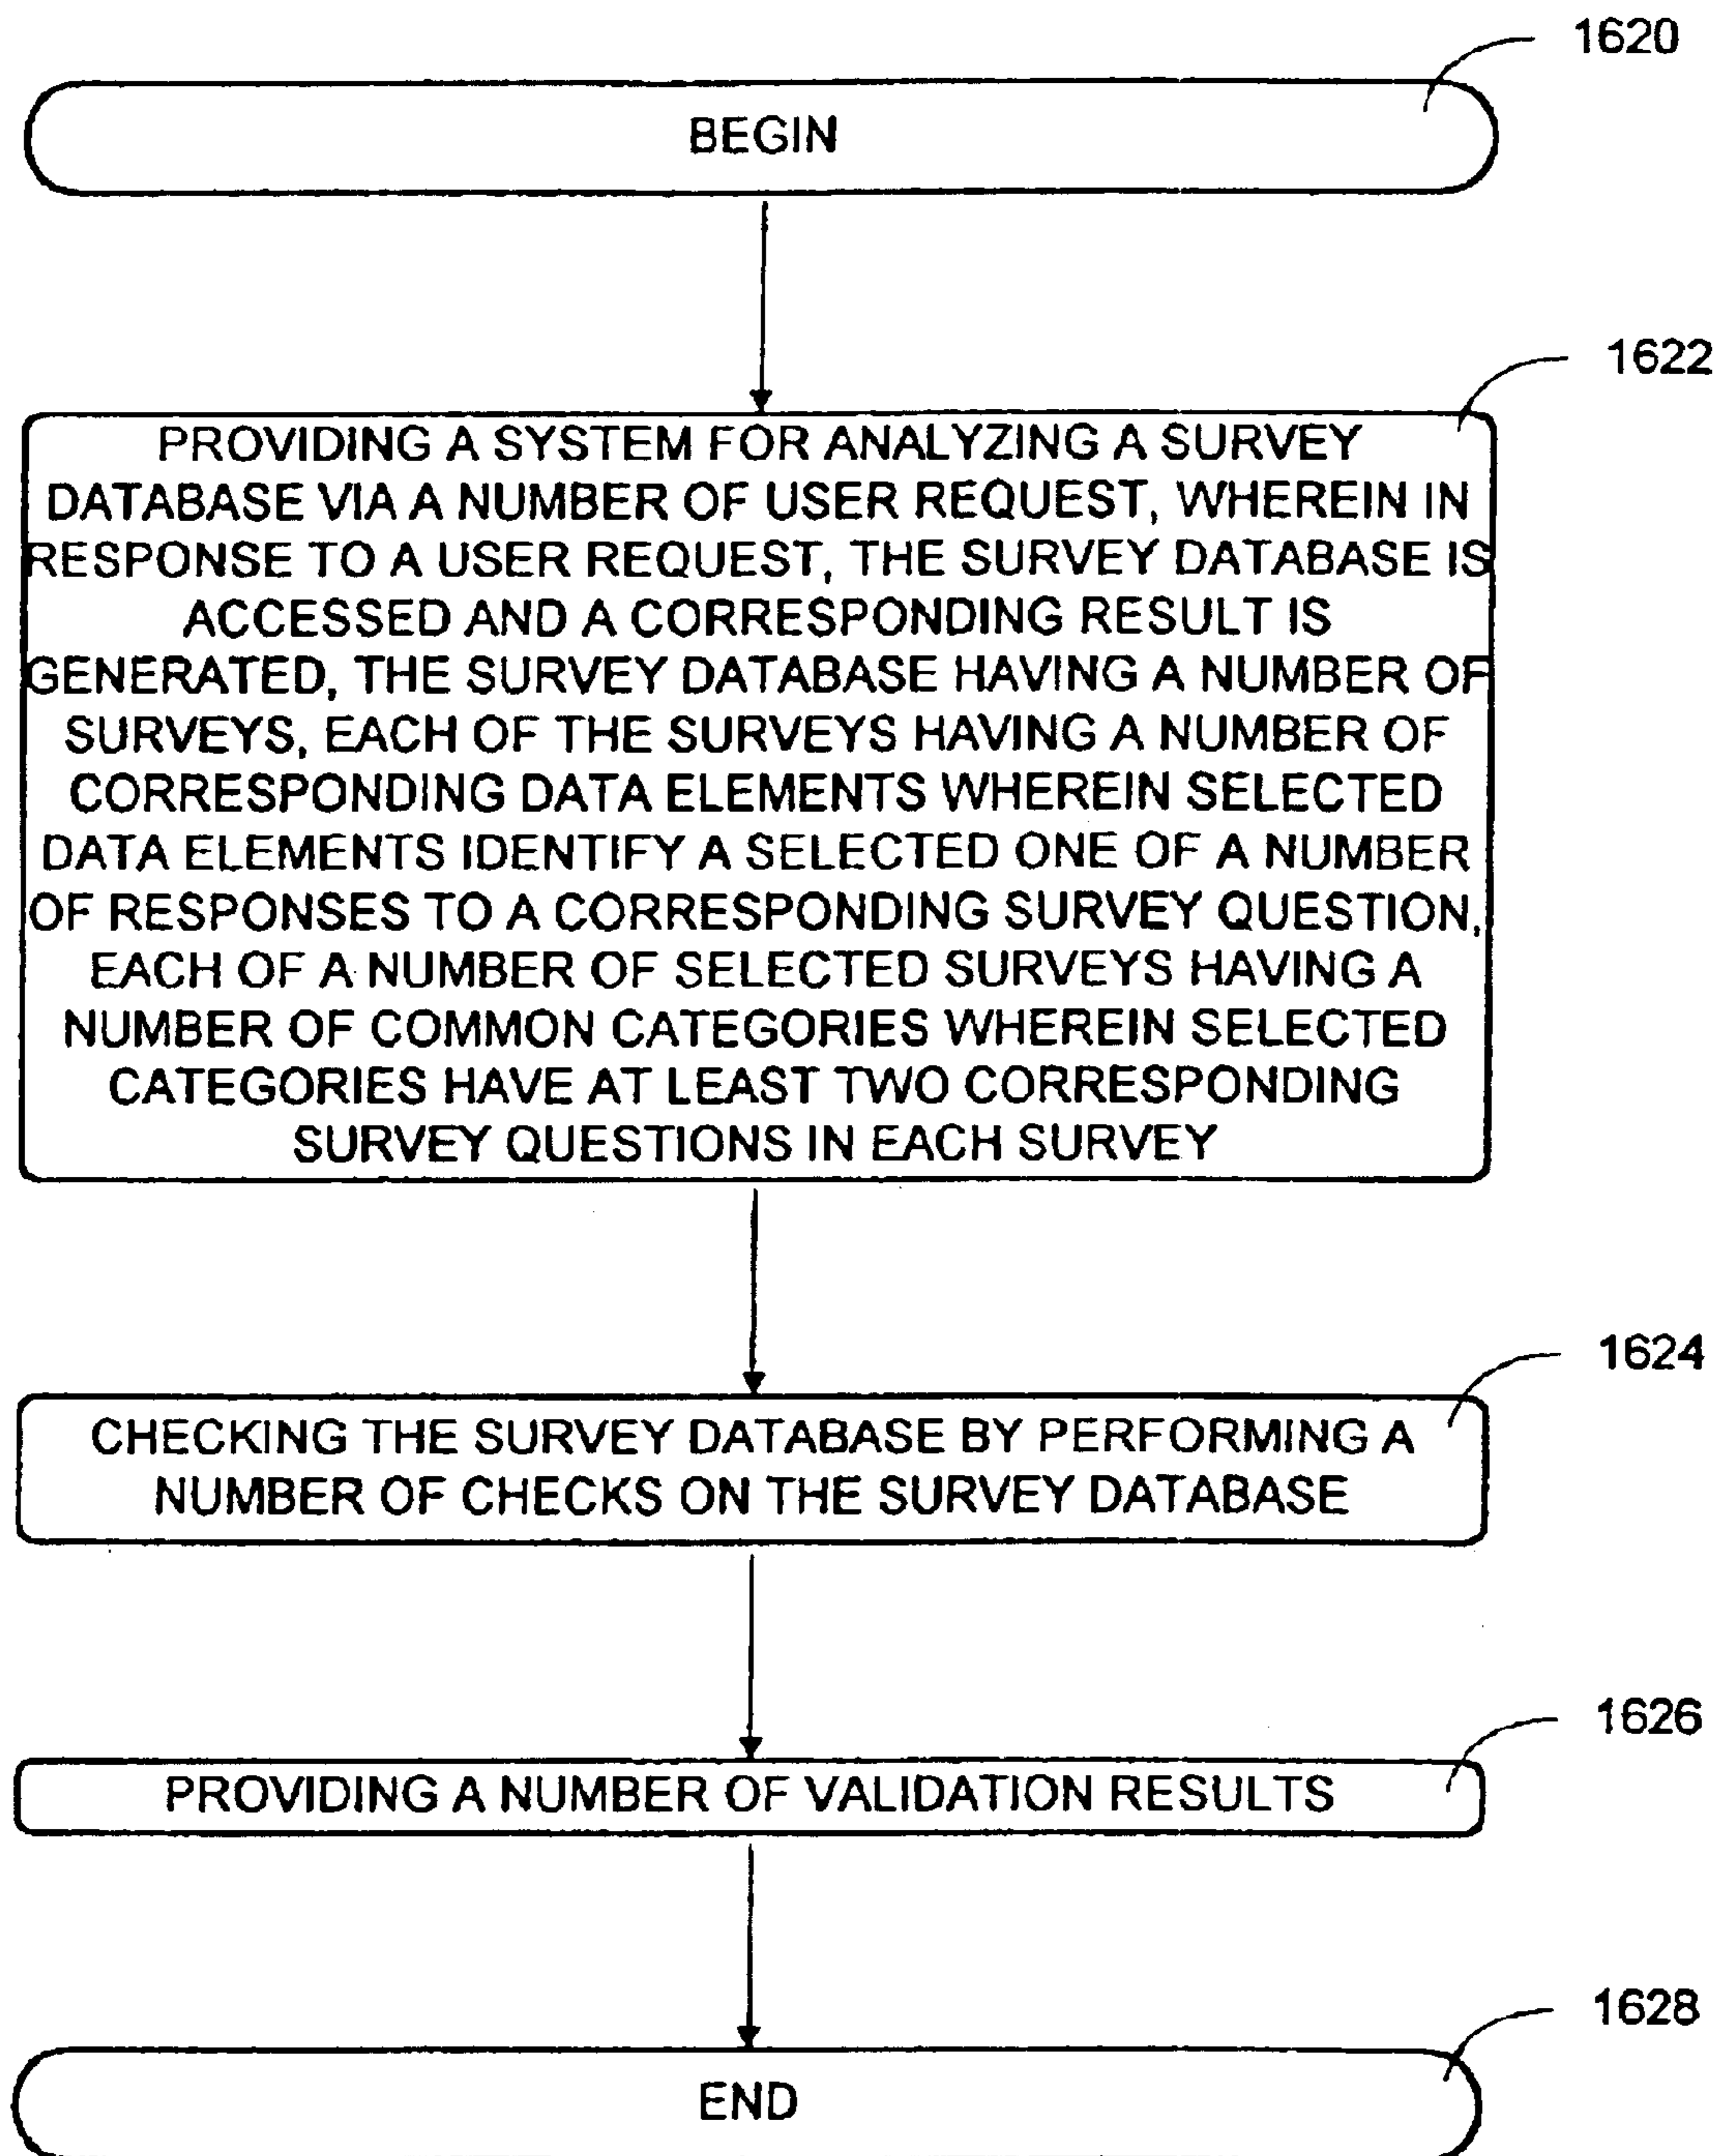 1620
BEGIN
1622
PROVIDING A SYSTEM FOR ANALYZING A SURVEY
DATABASE VIA A NUMBER OF USER REQUEST, WHEREIN IN
RESPONSE TO A USER REQUEST, THE SURVEY DATABASE IS
ACCESSED AND A CORRESPONDING RESULT IS
GENERATED, THE SURVEY DATABASE HAVING A NUMBER OF
SURVEYS, EACH OF THE SURVEYS HAVING A NUMBER OF
CORRESPONDING DATA ELEMENTS WHEREIN SELECTED
DATA ELEMENTS IDENTIFY A SELECTED ONE OF A NUMBER
OF RESPONSES TO A CORRESPONDING SURVEY QUESTION,
EACH OF A NUMBER OF SELECTED SURVEYS HAVING A
NUMBER OF COMMON CATEGORIES WHEREIN SELECTED
CATEGORIES HAVE AT LEAST TWO CORRESPONDING
SURVEY QUESTIONS IN EACH SURVEY
1624
CHECKING THE SURVEY DATABASE BY PERFORMING A
NUMBER OF CHECKS ON THE SURVEY DATABASE
1626
PROVIDING A NUMBER OF VALIDATION RESULTS
1628
END